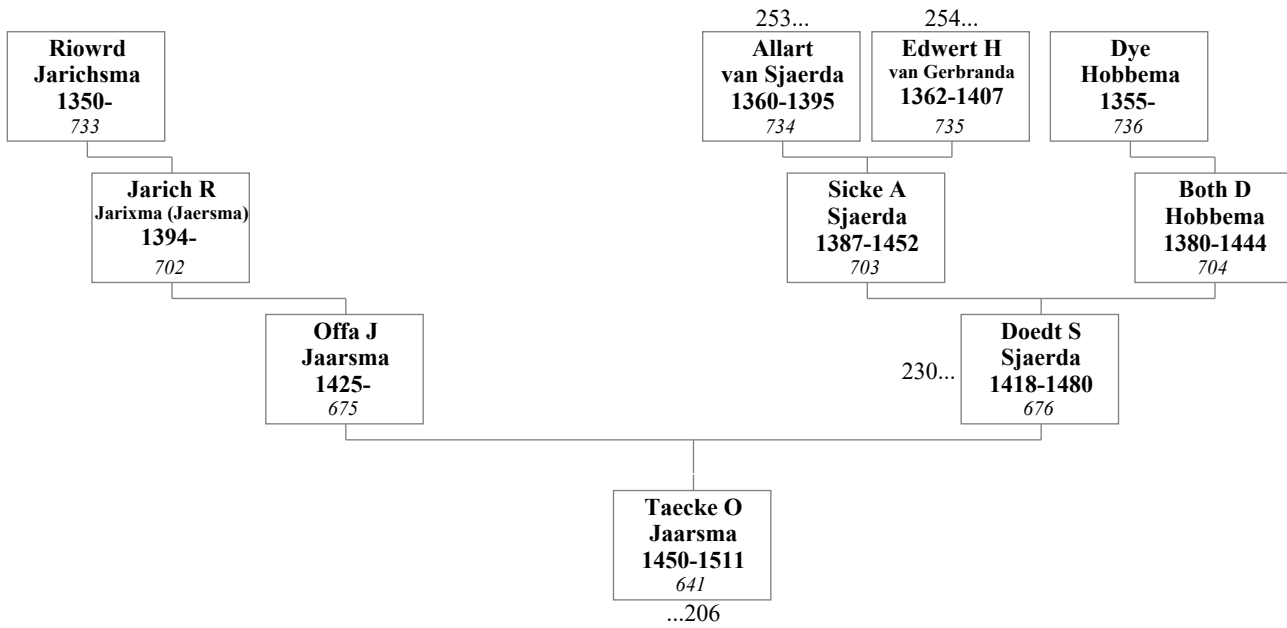 253...
254...
Riowrd
Jarichsma
1350-
733
Allart
van Sjaerda
1360-1395
734
Edwert H
van Gerbranda
1362-1407
735
Dye
Hobbema
1355-
736
Jarich R
Jarixma (Jaersma)
1394-
702
Sicke A
Sjaerda
1387-1452
703
Both D
Hobbema
1380-1444
704
Offa J
Jaarsma
1425-
675
230...
Doedt S
Sjaerda
1418-1480
676
Taecke O
Jaarsma
1450-1511
641
...206